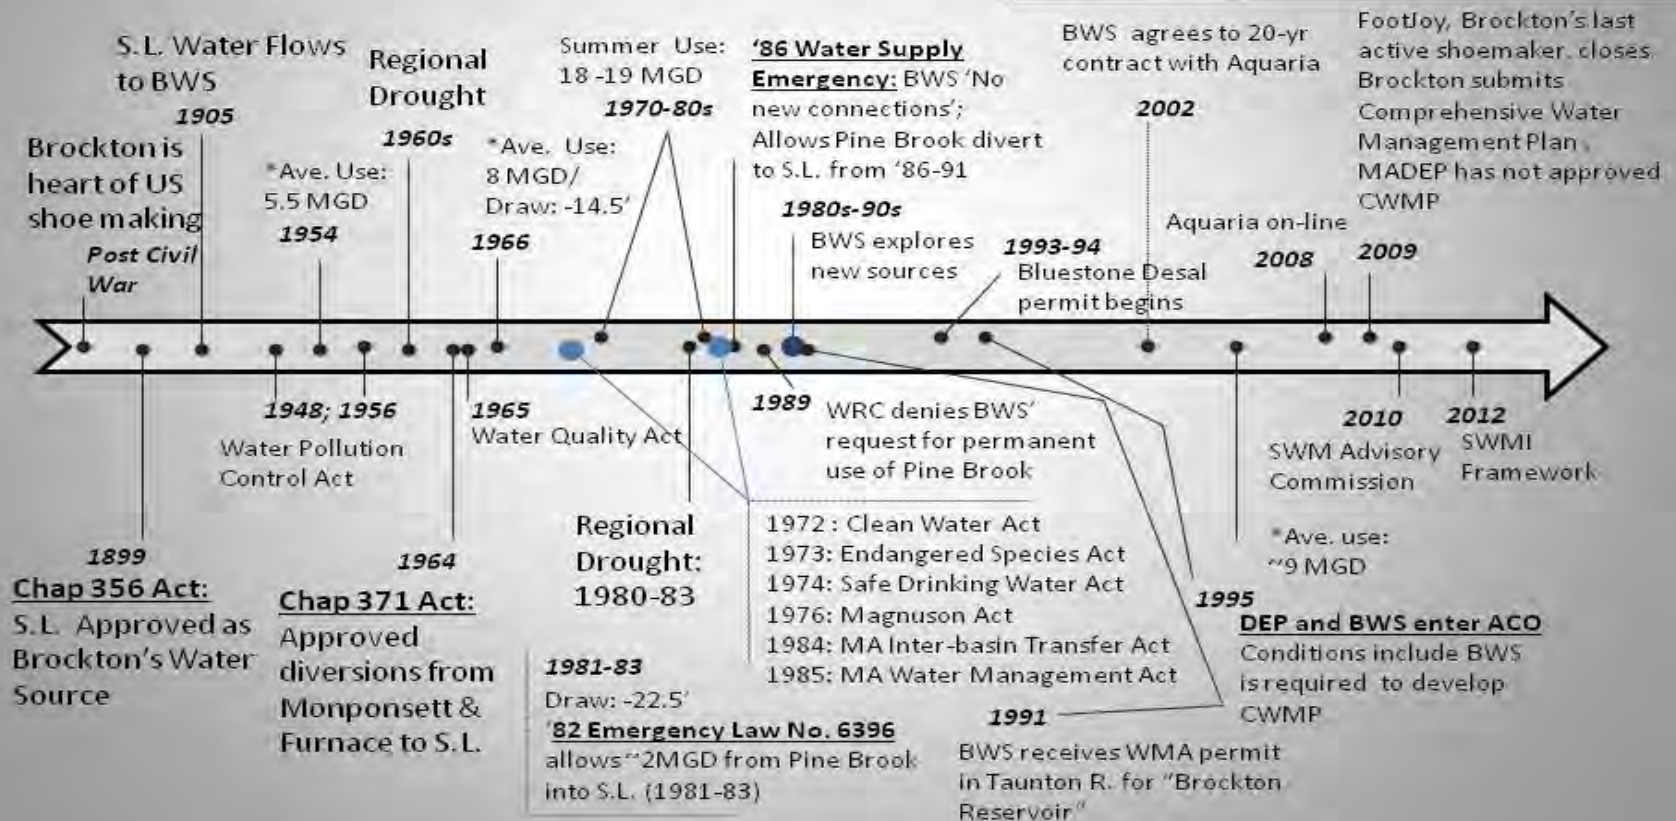 Brockton is
heart of US
shoe making
Post Civil
War
S.L. Water Flows
to BWS
1905
*Ave. Use:
5.5 MGD
1954
Regional
Drought
1960s
*Ave. Use:
8 MGD/
Draw: -14.5'
1966
Summer Use:
18 -19 MGD
1970-80s
'86 Water Supply
Emergency: BWS 'No
new connections';
Allows Pine Brook divert
to S.L. from '86-91
1980s-90s
BWS explores
new sources
1993-94
Bluestone Desal
permit begins
BWS agrees to 20-yr
contract with Aquaria
2002
Aquaria on-line
2008
FootJoy, Brockton's last
active shoemaker. closes.
Brockton submits
Comprehensive Water
Management Plan.
MADEP has not approved
CWMP
2009
1899
Chap 356 Act:
S.L. Approved as
Brockton's Water
Source
1948; 1956
Water Pollution
Control Act
1964
Chap 371 Act:
Approved
diversions from
Monponsett &
Furnace to S.L.
1965
Water Quality Act
Regional
Drought:
1980-83
1981-83
Draw: -22.5'
'82 Emergency Law No. 6396
allows ~2MGD from Pine Brook
into S.L. (1981-83)
1972 : Clean Water Act
1973: Endangered Species Act
1974: Safe Drinking Water Act
1976: Magnuson Act
1984: MA Inter-basin Transfer Act
1985: MA Water Management Act
1989
WRC denies BWS'
request for permanent
use of Pine Brook
1991
BWS receives WMA permit
in Taunton R. for "Brockton
Reservoir"
1995
DEP and BWS enter ACO
Conditions include BWS
is required to develop
CWMP
*Ave. use:
~9 MGD
2010
SWM Advisory
Commission
2012
SWMI
Framework